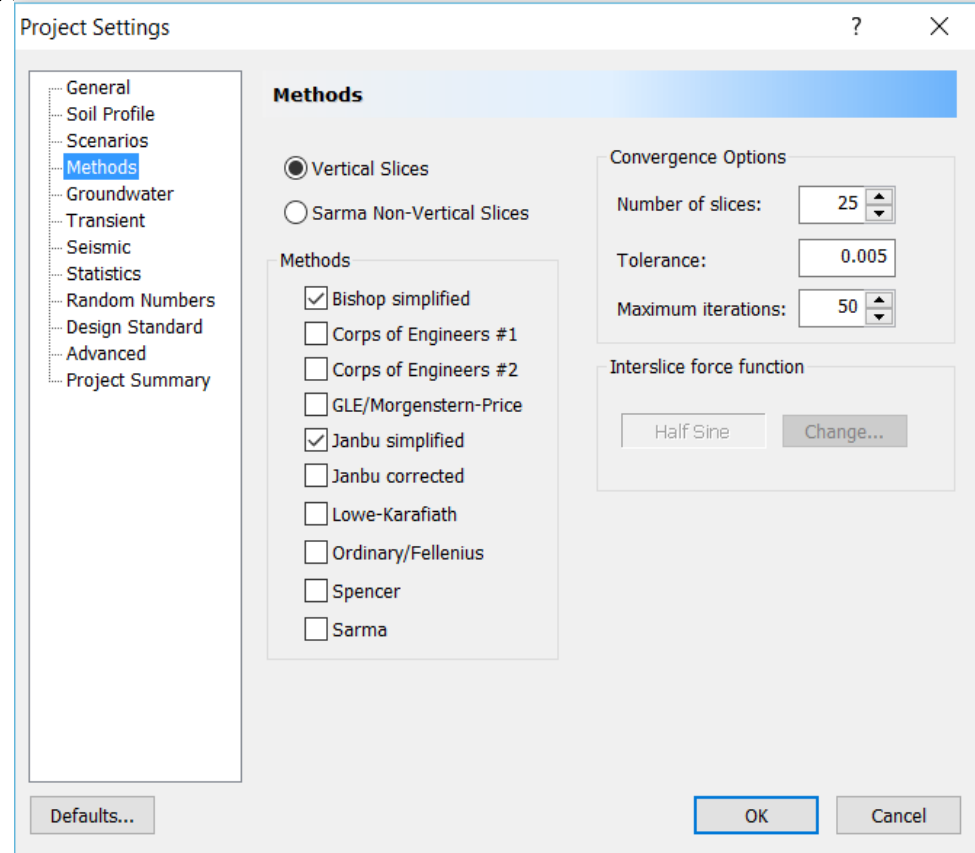 Project Settings
?
General
Soil Profile
Scenarios
Methods
Groundwater
Transient
Seismic
Statistics
Random Numbers
Design Standard
Advanced
Project Summary
Methods
Vertical Slices
Sarma Non-Vertical Slices
Methods
Bishop simplified
Corps of Engineers #1
Corps of Engineers #2
GLE/Morgenstern-Price
Janbu simplified
Janbu corrected
Lowe-Karafiath
Ordinary/Fellenius
Spencer
Sarma
Convergence Options
Number of slices: 25
Tolerance: 0.005
Maximum iterations: 50
Interslice force function
Half Sine Change...
Defaults... OK Cancel